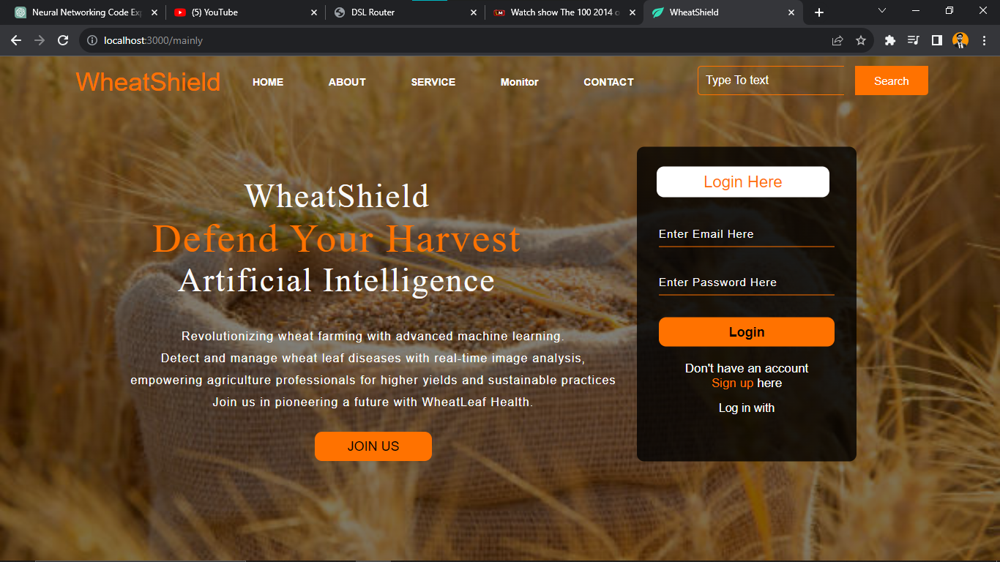 Neural Networking Code Exp
(5) YouTube
DSL Router
LM
Watch show The 100 2014 o
WheatShield
localhost:3000/mainly
WheatShield
HOME
ABOUT
SERVICE
Monitor
CONTACT
Type To text
Search
WheatShield
Defend Your Harvest
Artificial Intelligence
Revolutionizing wheat farming with advanced machine learning.
Detect and manage wheat leaf diseases with real-time image analysis,
empowering agriculture professionals for higher yields and sustainable practices
Join us in pioneering a future with WheatLeaf Health.
JOIN US
Login Here
Enter Email Here
Enter Password Here
Login
Don't have an account
Sign up here
Log in with